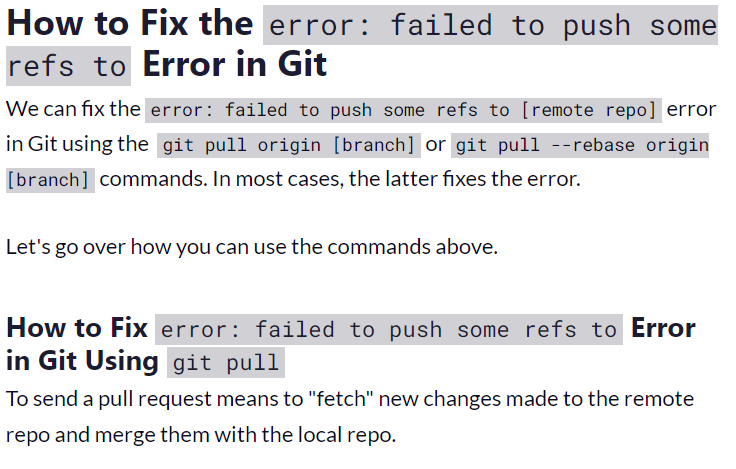 How to Fix the error: failed to push some
refs to Error in Git
We can fix the error: failed to push some refs to [remote repo] error
in Git using the git pull origin [branch] or git pull --rebase origin
[branch] commands. In most cases, the latter fixes the error.
Let's go over how you can use the commands above.
How to Fix error: failed to push some refs to Error
in Git Using git pull
To send a pull request means to "fetch" new changes made to the remote
repo and merge them with the local repo.